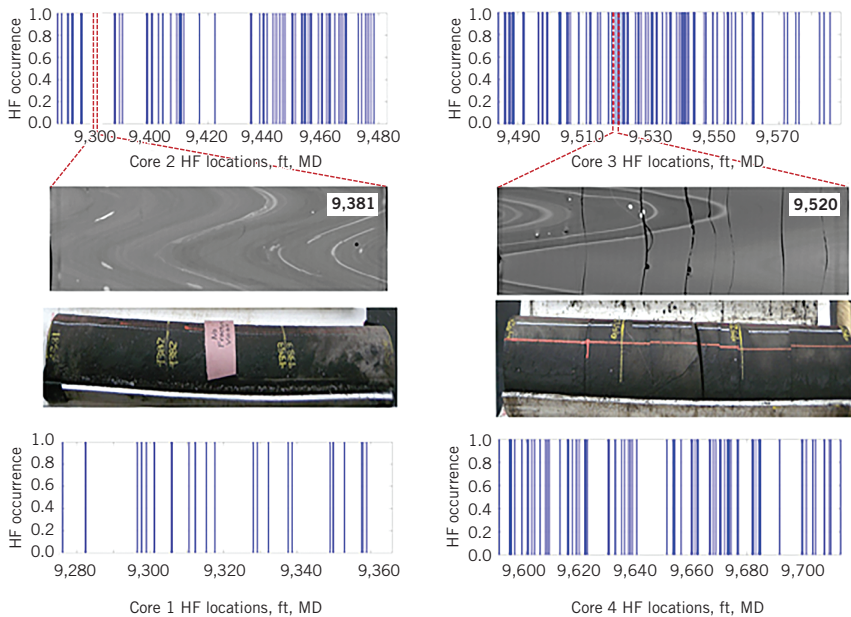 HF occurrence
1.0
0.8
0.6
0.4
0.2
0.0
9,300 9,400 9,420 9,440 9,460 9,480
Core 2 HF locations, ft, MD
HF occurrence
1.0
0.8
0.6
0.4
0.2
0.0
9,490 9,510 9,530 9,550 9,570
Core 3 HF locations, ft, MD
9,381
9,520
No
HF occurrence
1.0
0.8
0.6
0.4
0.2
0.0
9,280 9,300 9,320 9,340 9,360
Core 1 HF locations, ft, MD
HF occurrence
1.0
0.8
0.6
0.4
0.2
0.0
9,600 9,620 9,640 9,660 9,680 9,700
Core 4 HF locations, ft, MD